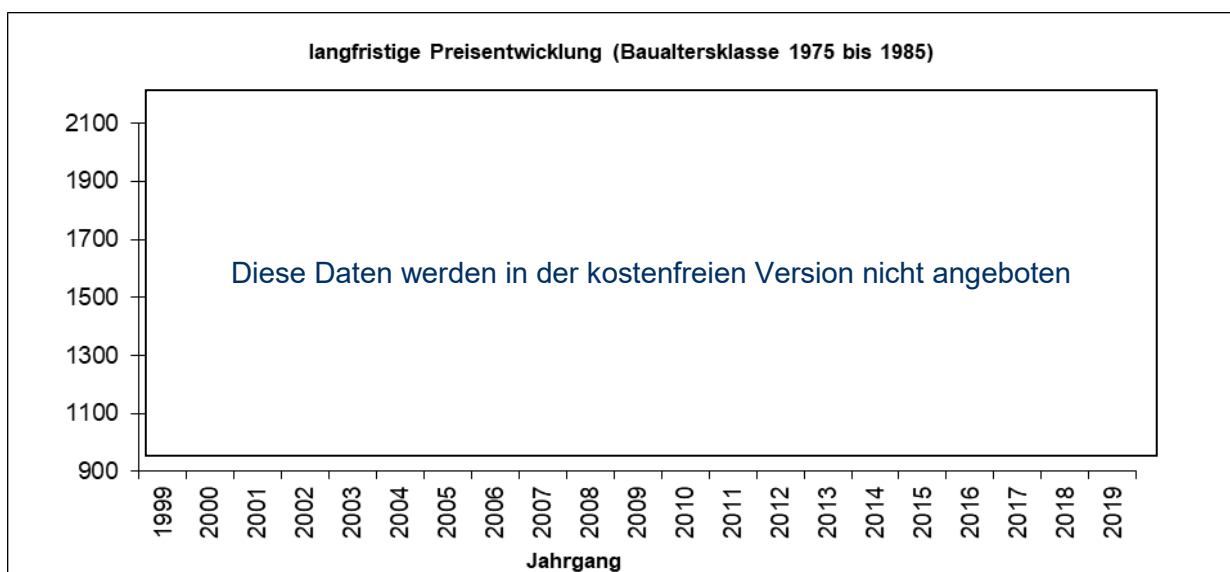 langfristige Preisentwicklung (Baualtersklasse 1975 bis 1985)
2100
1900
1700
1500
1300
1100
900
Diese Daten werden in der kostenfreien Version nicht angeboten
1999 2000 2001 2002 2003 2004 2005 2006 2007 2008 2009 2010 2011 2012 2013 2014 2015 2016 2017 2018 2019
Jahrgang